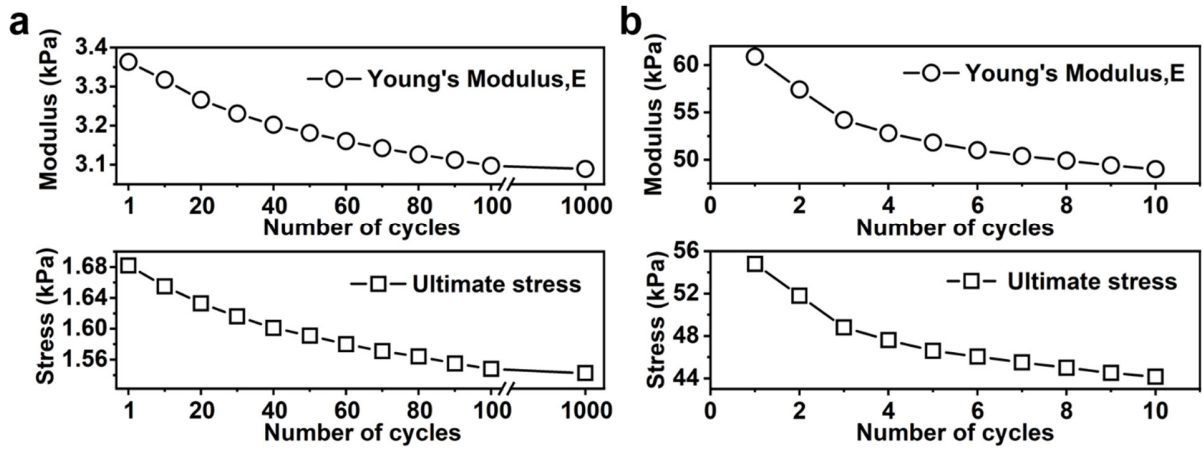 a
Modulus (kPa)
3.4
3.3
3.2
3.1
Young's Modulus,E
1 20 40 60 80 100 1000
Number of cycles
Stress (kPa)
1.68
1.64
1.60
1.56
Ultimate stress
1 20 40 60 80 100 1000
Number of cycles
b
Modulus (kPa)
60
55
50
Young's Modulus,E
0 2 4 6 8 10
Number of cycles
Stress (kPa)
56
52
48
44
Ultimate stress
0 2 4 6 8 10
Number of cycles